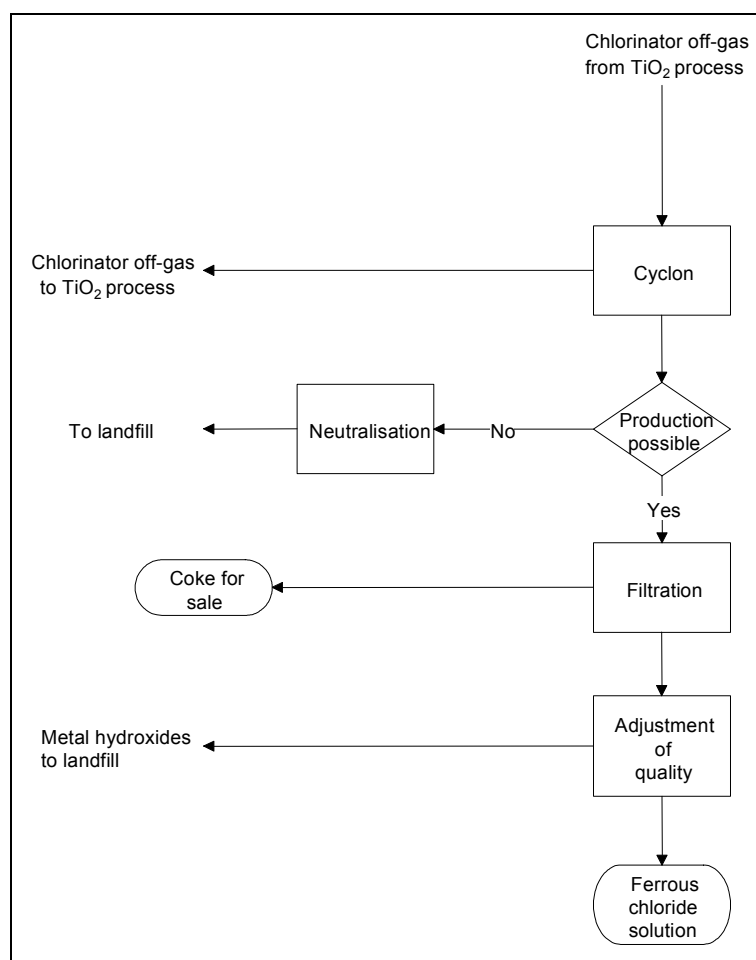 Chlorinator off-gas
from TiO₂ process
Cyclon
Chlorinator off-gas
to TiO₂ process
Production
possible
No
Neutralisation
To landfill
Yes
Filtration
Coke for
sale
Adjustment
of
quality
Metal hydroxides
to landfill
Ferrous
chloride
solution